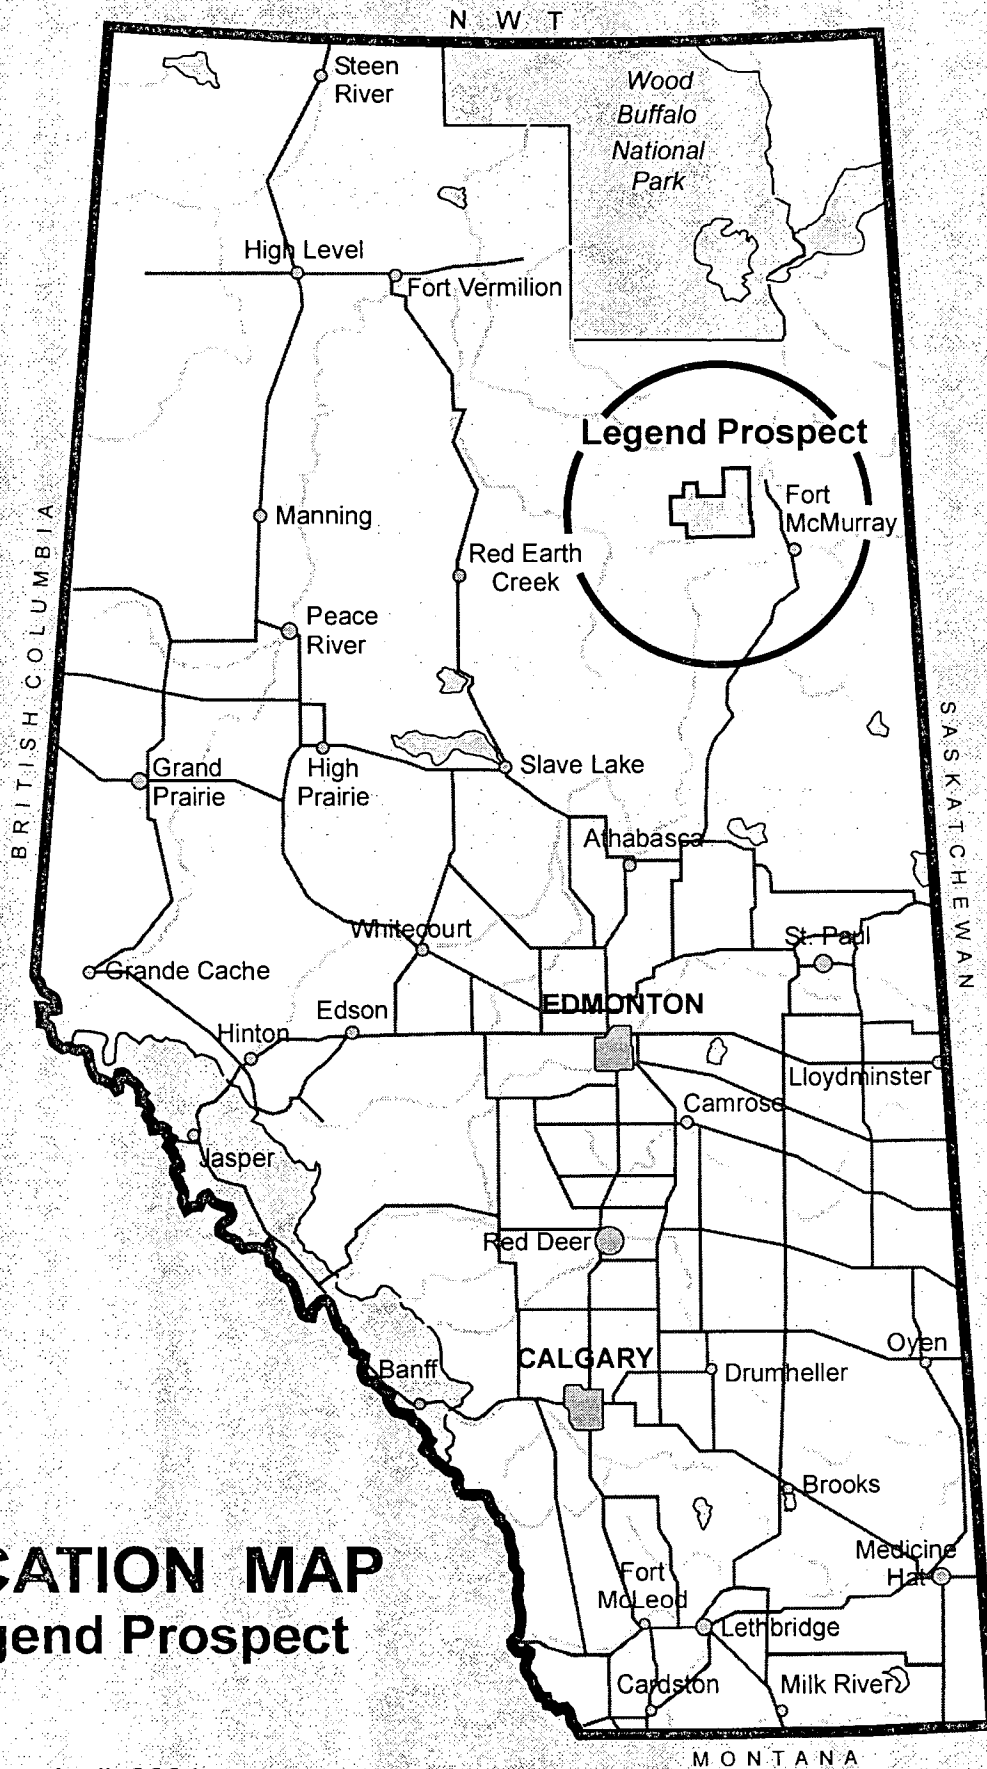 N W T
Steen
River
Wood
Buffalo
National
Park
High Level
Fort Vermilion
Legend Prospect
Fort
McMurray
Manning
Red Earth
Creek
Peace
River
BRITISH COLUMBIA
SASKATCHEWAN
Grand
Prairie
High
Prairie
Slave Lake
Athabasca
Whitecourt
St. Paul
Grande Cache
EDMONTON
Edson
Hinton
Lloydminster
Camrose
Jasper
Red Deer
CALGARY
Oyen
Banff
Drumheller
Brooks
CATION MAP
gend Prospect
Medicine
Hat
Fort
McLeod
Lethbridge
Cardston
Milk River
MONTANA